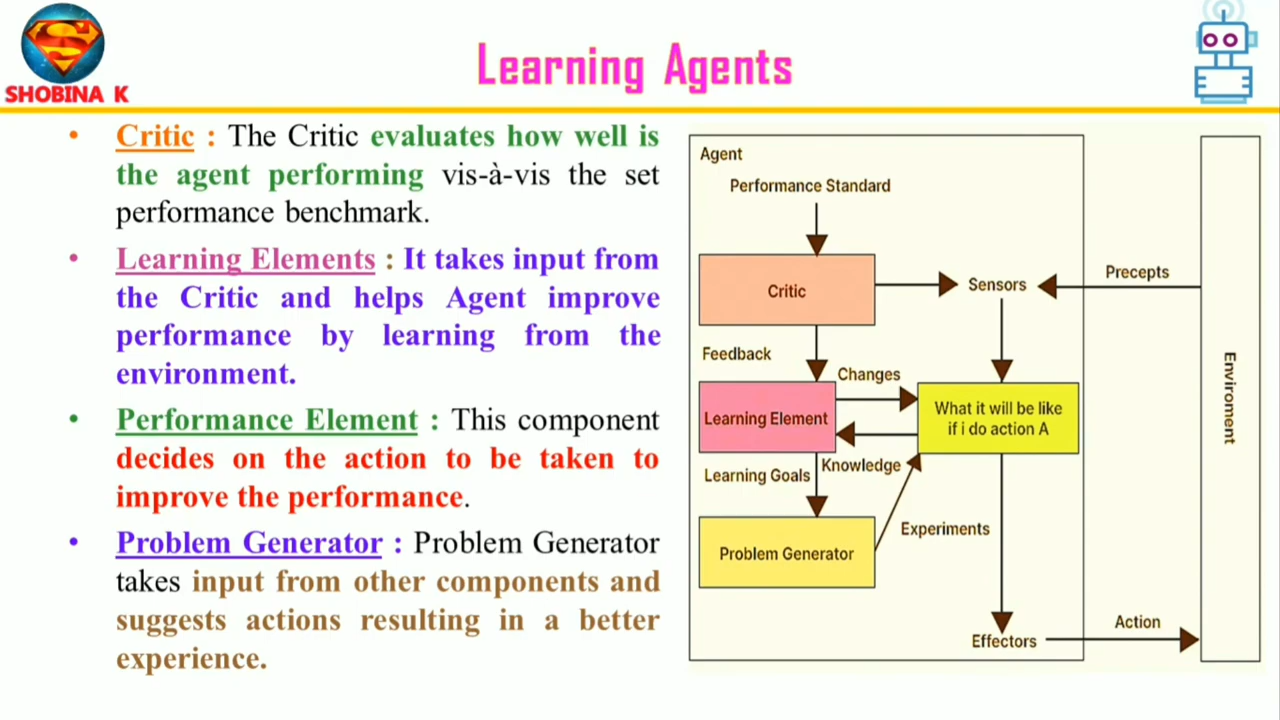 SHOBINA K
Learning Agents
• Critic : The Critic evaluates how well is
the agent performing vis-à-vis the set
performance benchmark.
• Learning Elements : It takes input from
the Critic and helps Agent improve
performance by learning from the
environment.
• Performance Element : This component
decides on the action to be taken to
improve the performance.
• Problem Generator : Problem Generator
takes input from other components and
suggests actions resulting in a better
experience.
Agent
Performance Standard
Critic
Sensors
Precepts
Feedback
Changes
Learning Element
What it will be like
if i do action A
Knowledge
Learning Goals
Experiments
Problem Generator
Effectors
Action
Enviroment